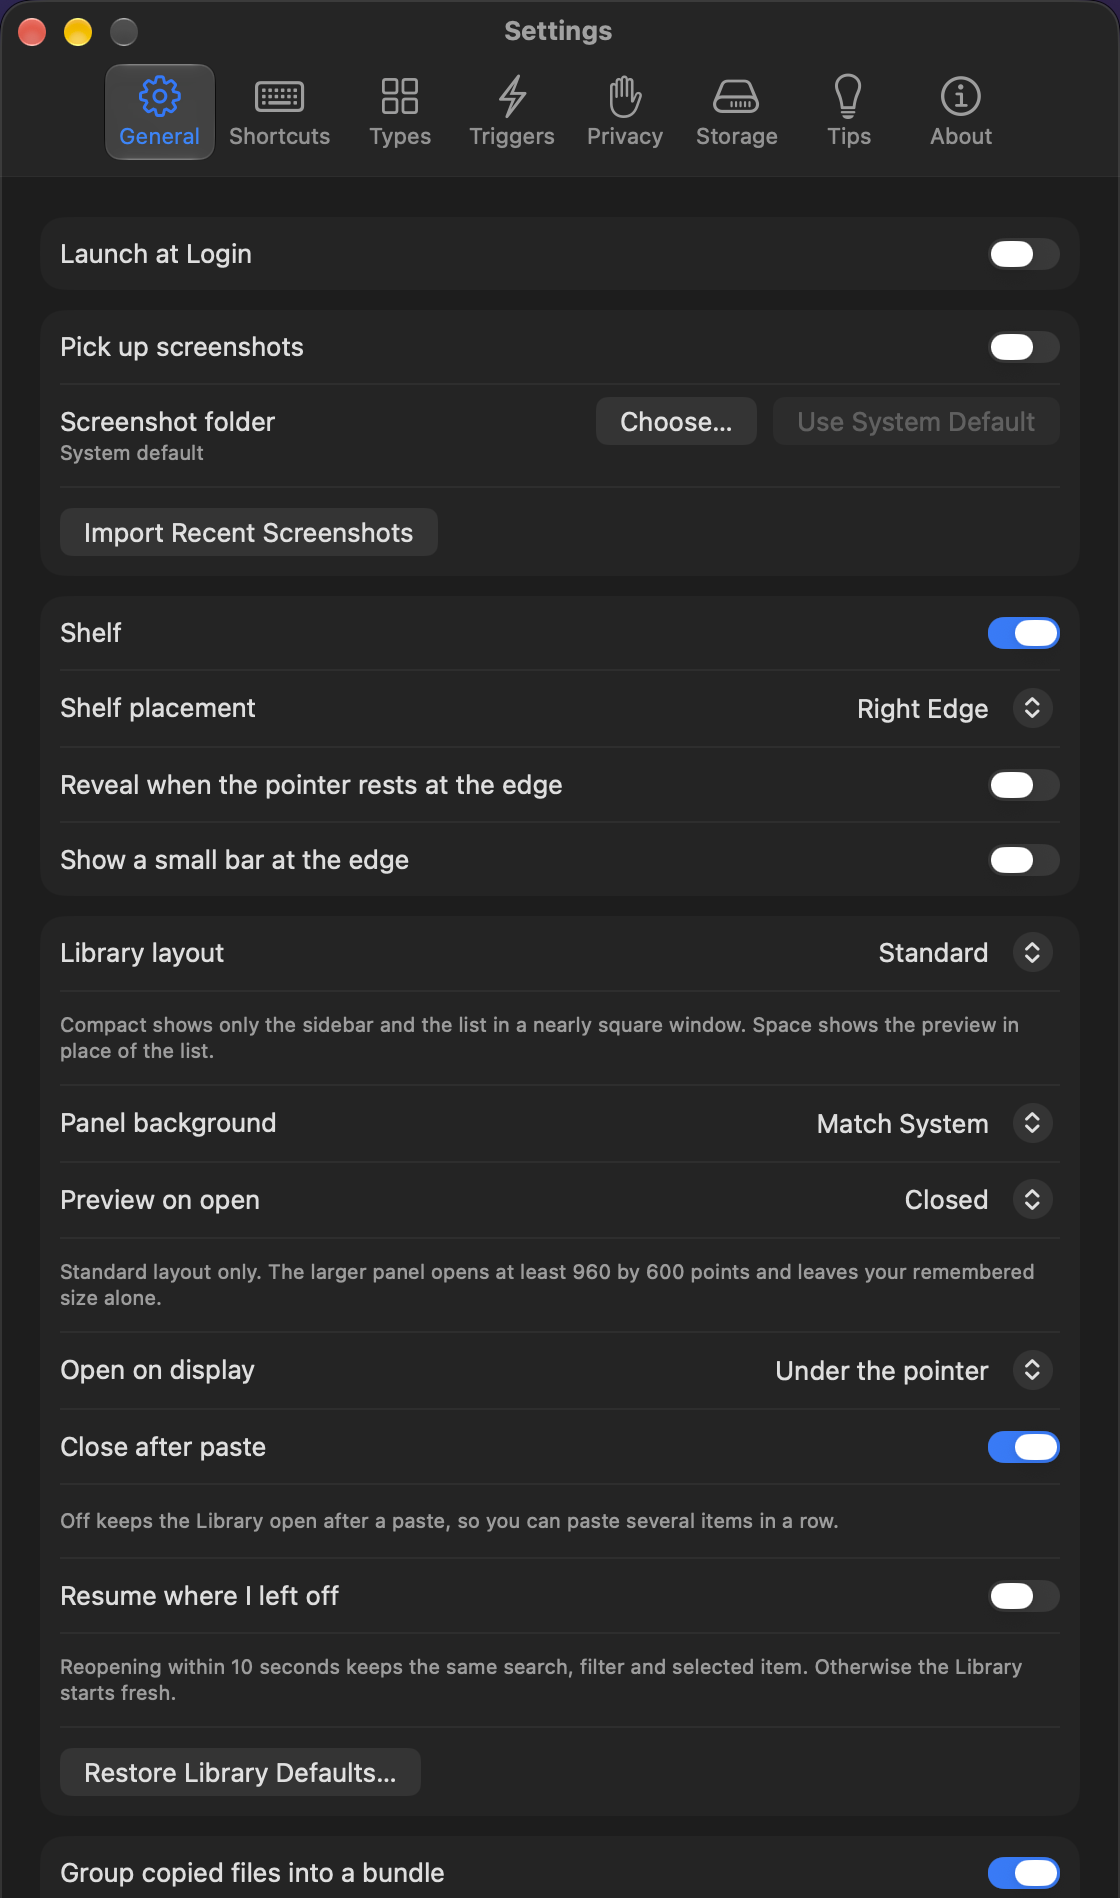 Settings
General
Shortcuts
Types
Triggers
Privacy
Storage
Tips
About
Launch at Login
Pick up screenshots
Screenshot folder
System default
Choose...
Use System Default
Import Recent Screenshots
Shelf
Shelf placement
Right Edge
Reveal when the pointer rests at the edge
Show a small bar at the edge
Library layout
Standard
Compact shows only the sidebar and the list in a nearly square window. Space shows the preview in
place of the list.
Panel background
Match System
Preview on open
Closed
Standard layout only. The larger panel opens at least 960 by 600 points and leaves your remembered
size alone.
Open on display
Under the pointer
Close after paste
Off keeps the Library open after a paste, so you can paste several items in a row.
Resume where I left off
Reopening within 10 seconds keeps the same search, filter and selected item. Otherwise the Library
starts fresh.
Restore Library Defaults...
Group copied files into a bundle